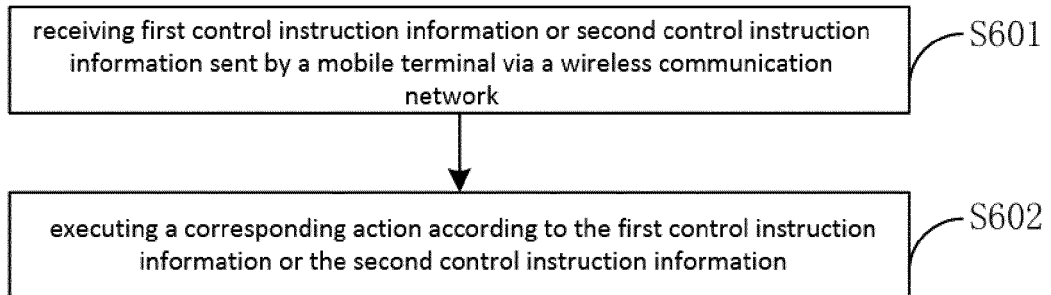 receiving first control instruction information or second control instruction
information sent by a mobile terminal via a wireless communication
network
S601
executing a corresponding action according to the first control instruction
information or the second control instruction information
S602